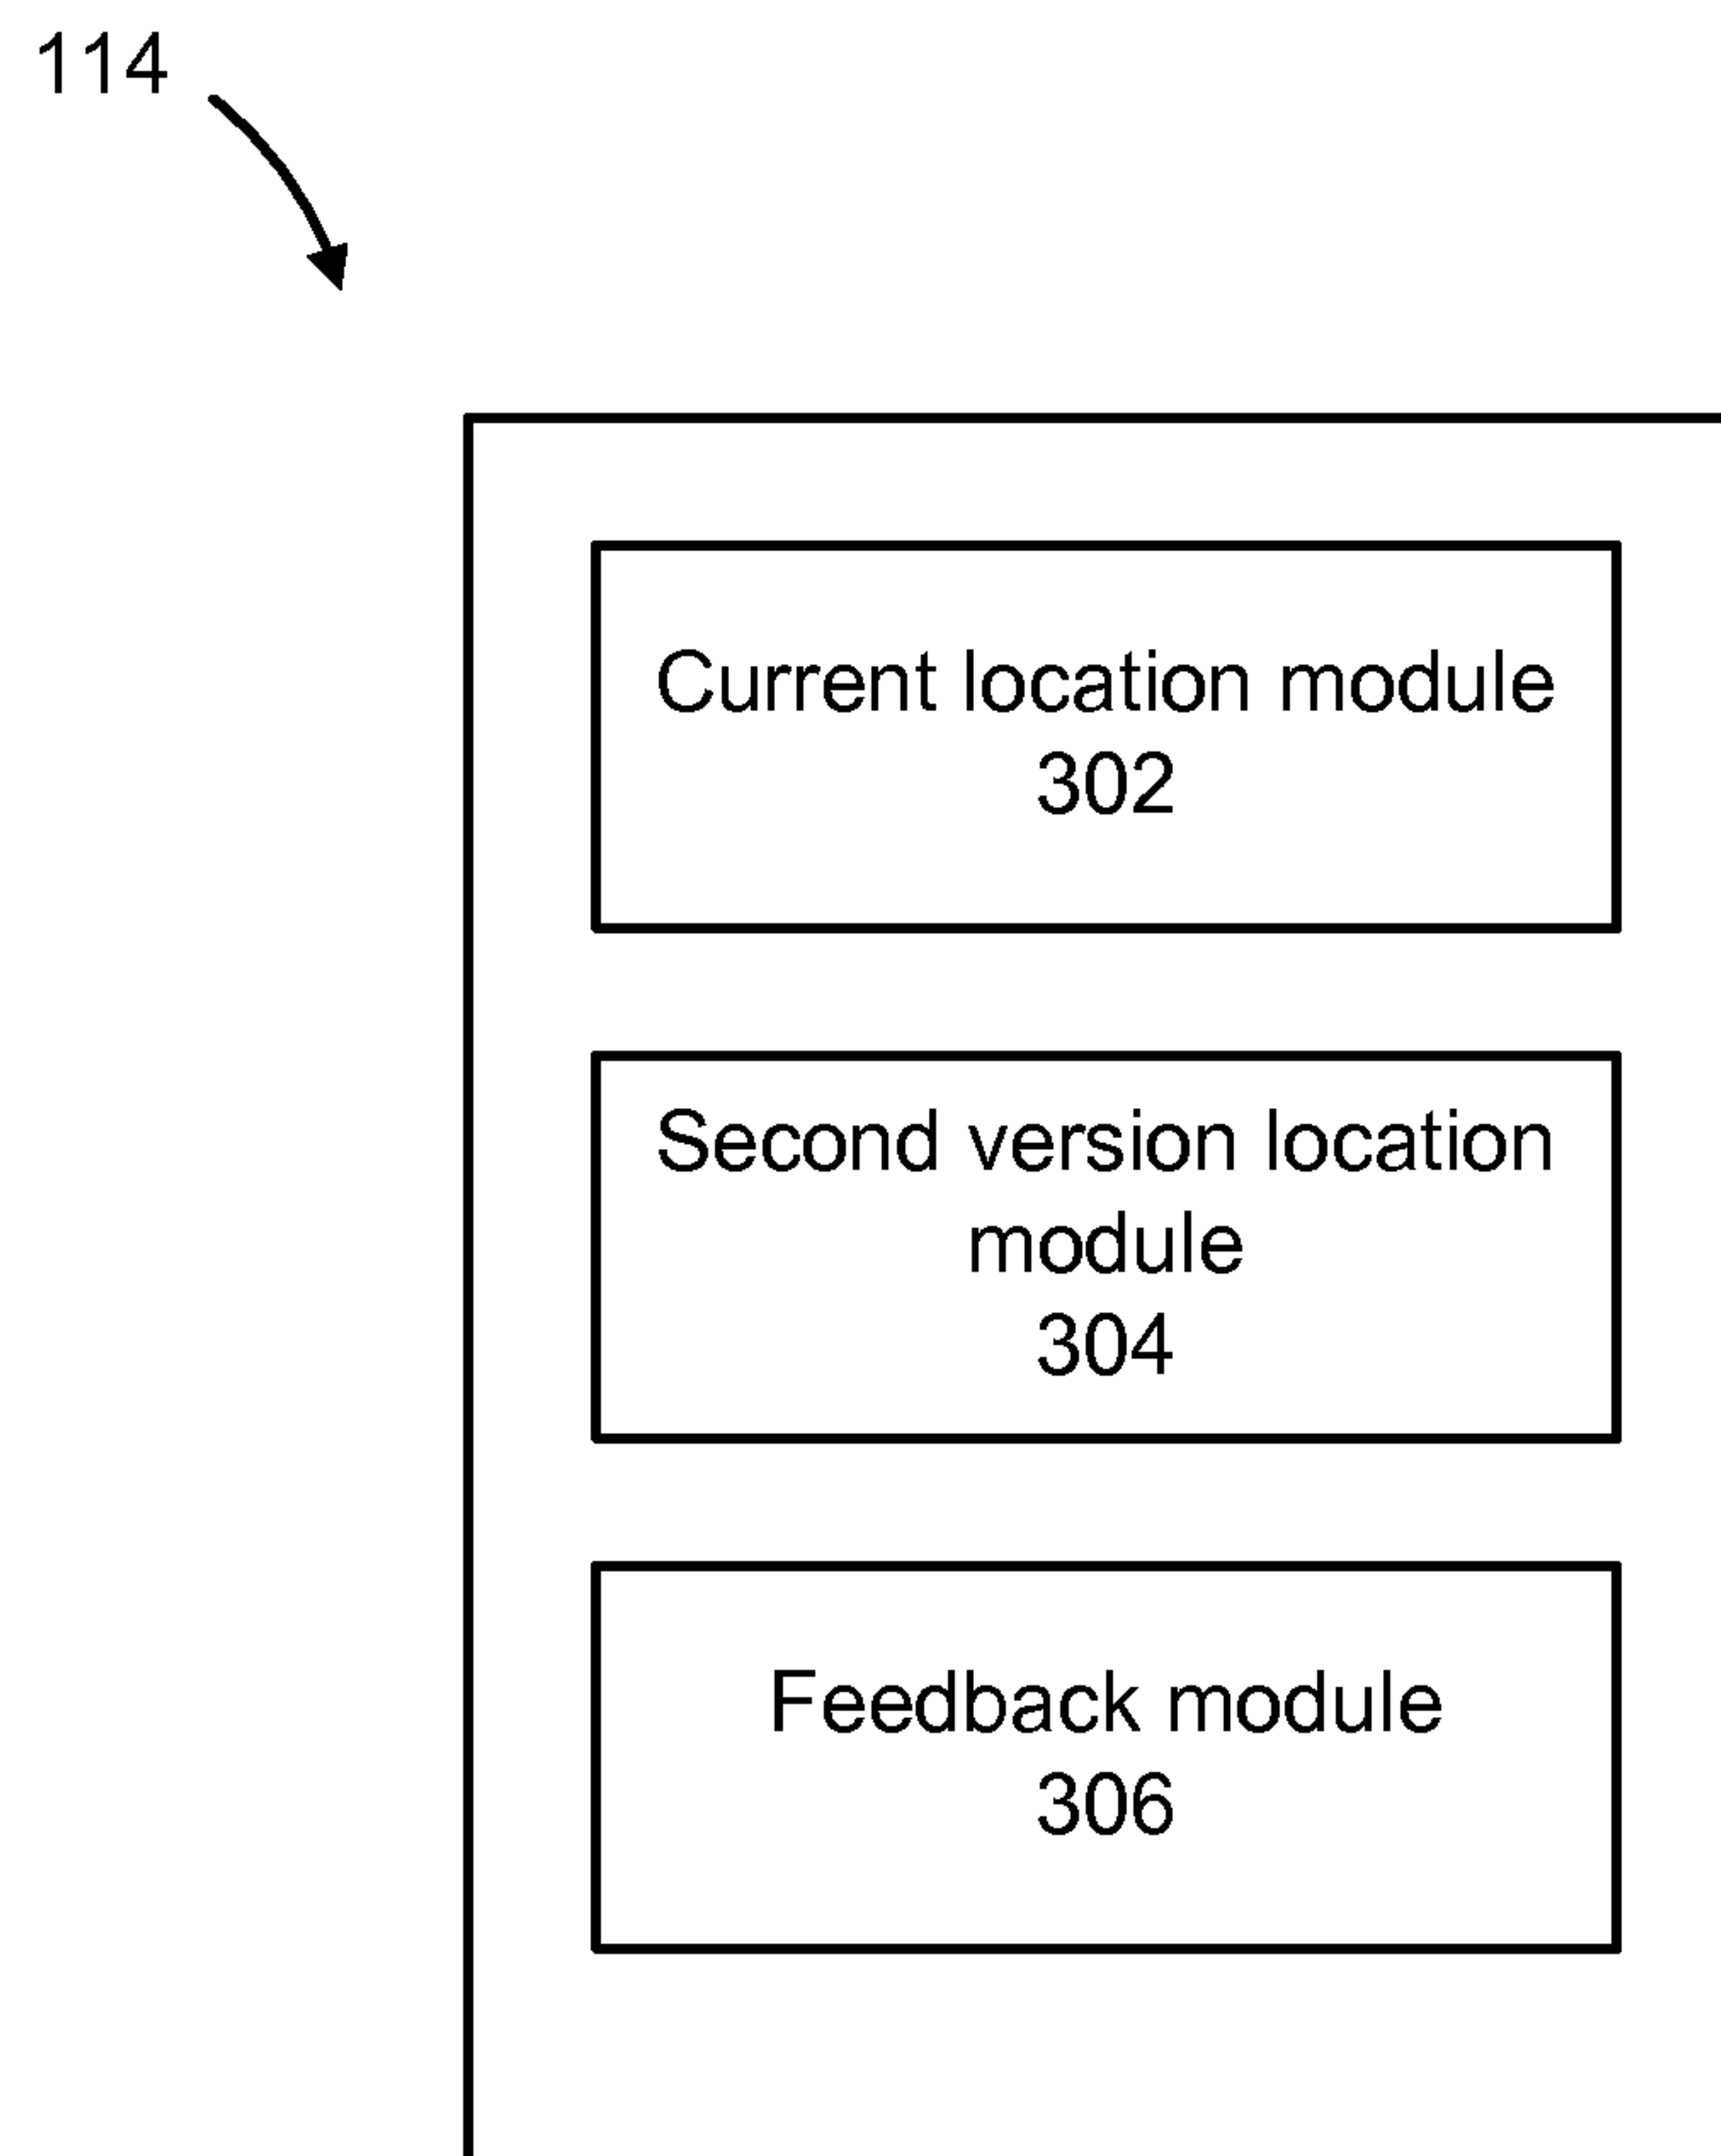 114
Current location module
302
Second version location
module
304
Feedback module
306